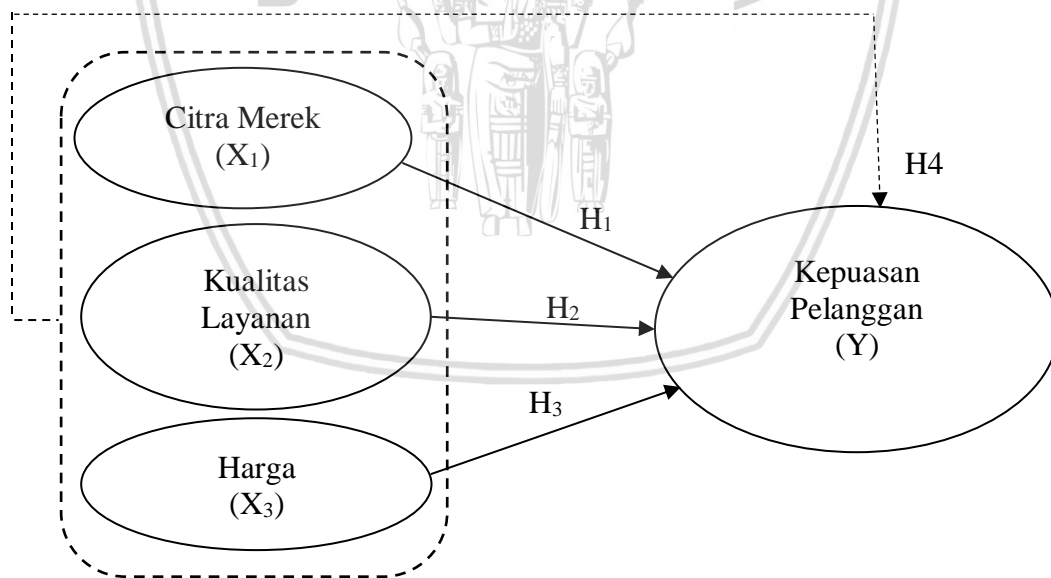 Citra Merek
(X₁)
H4
H₁
Kualitas
Layanan
(X₂)
H₂
Kepuasan
Pelanggan
(Y)
H₃
Harga
(X₃)